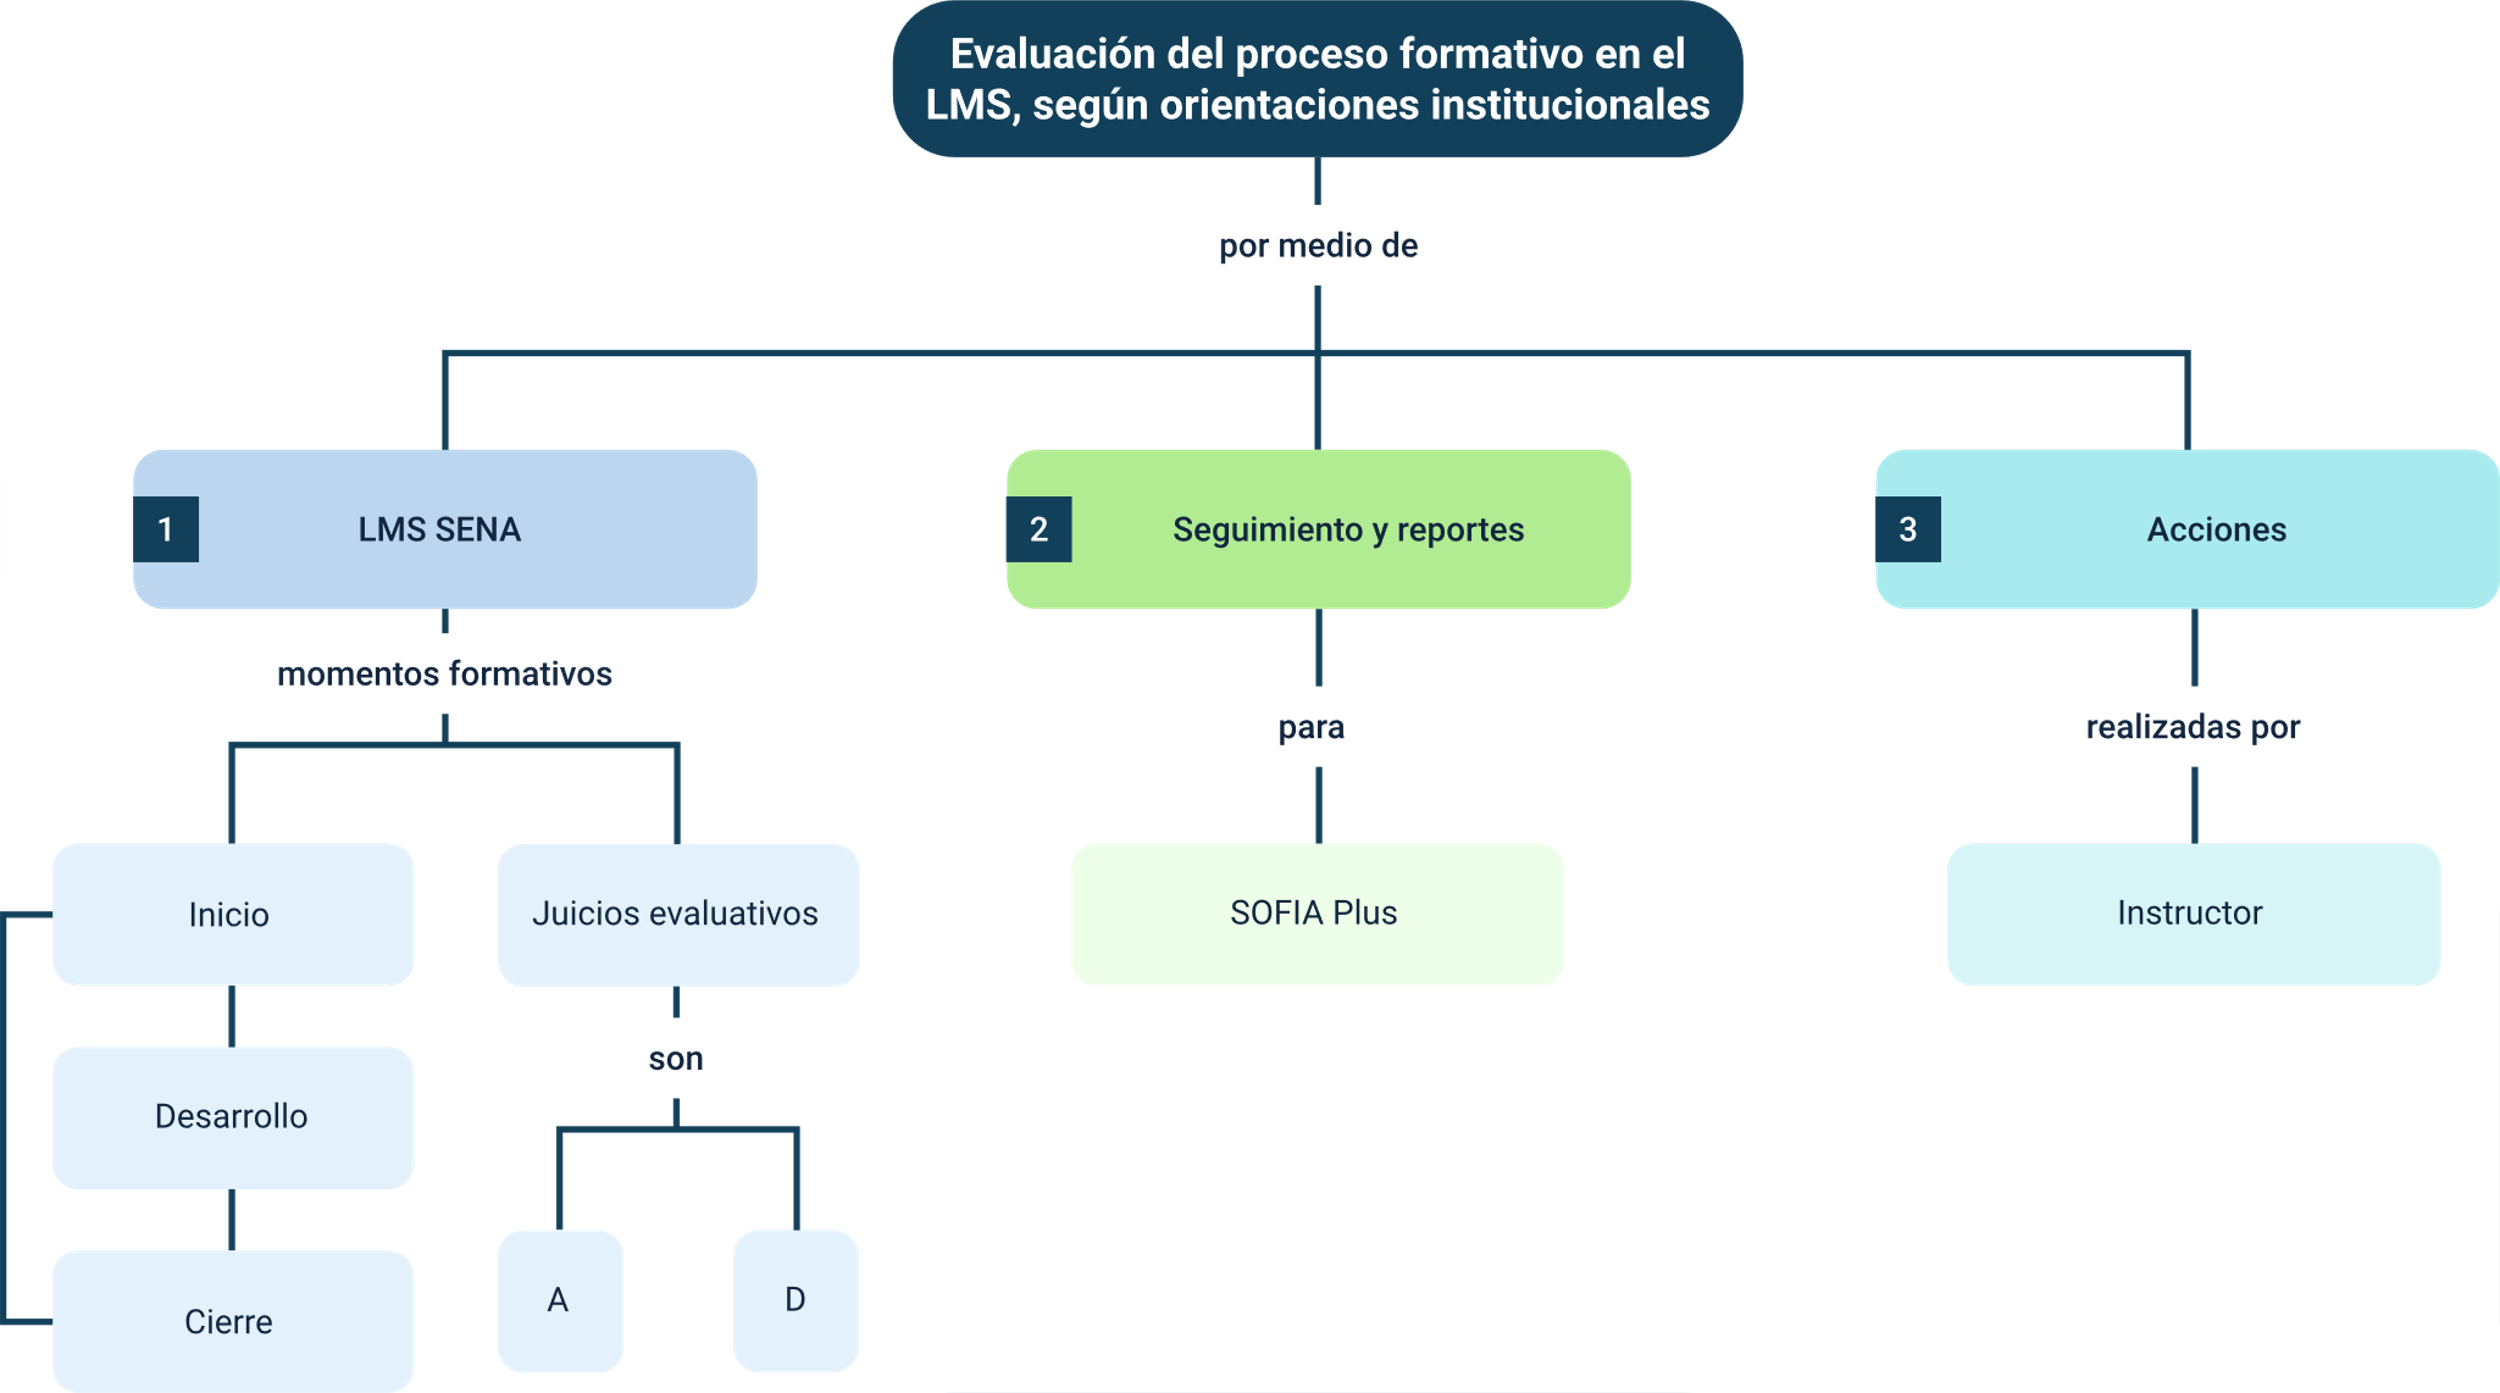 Evaluación del proceso formativo en el
LMS, según orientaciones institucionales
por medio de
1
LMS SENA
2
Seguimiento y reportes
3
Acciones
momentos formativos
para
realizadas por
Inicio
Juicios evaluativos
SOFIA Plus
Instructor
son
Desarrollo
A
D
Cierre